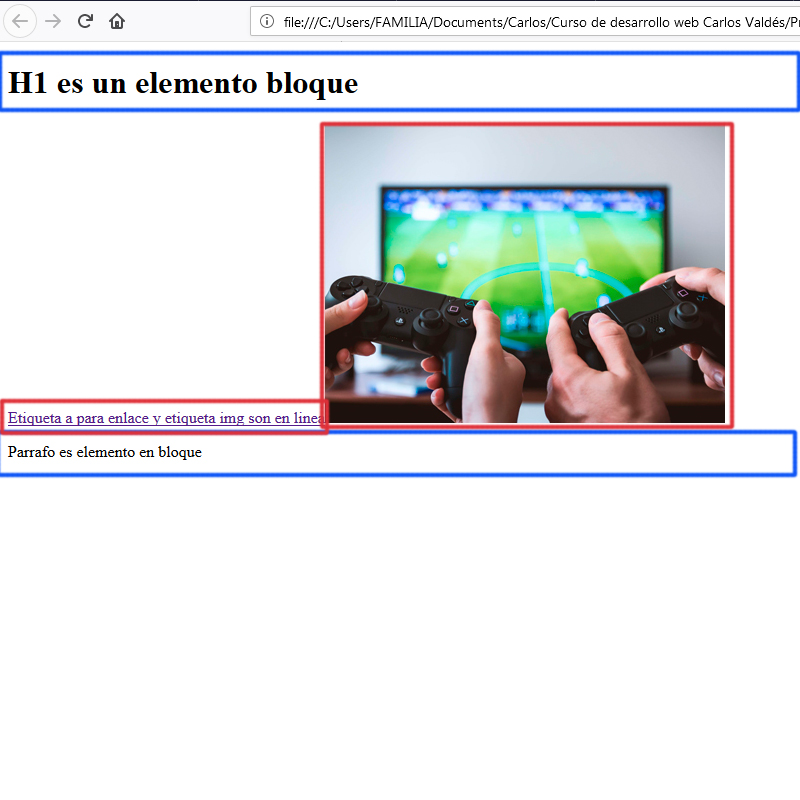 file:///C:/Users/FAMILIA/Documents/Carlos/Curso de desarrollo web Carlos Valdés/Pr
H1 es un elemento bloque
Etiqueta a para enlace y etiqueta img son en linea
Parrafo es elemento en bloque